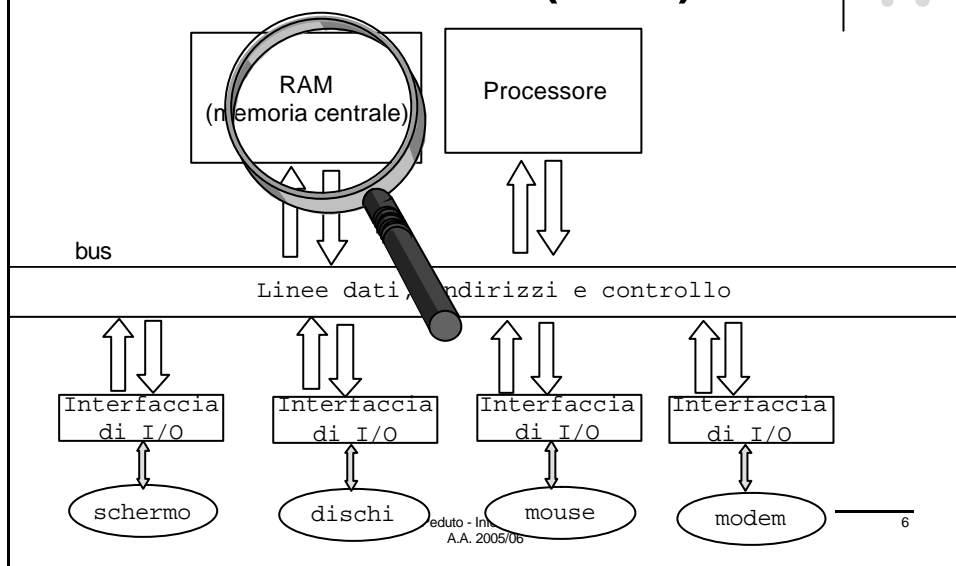 RAM
(memoria centrale)
Processore
bus
Linee dati, indirizzi e controllo
Interfaccia
di I/O
Interfaccia
di I/O
Interfaccia
di I/O
Interfaccia
di I/O
schermo
dischi
mouse
modem
A.A. 2005/06
6